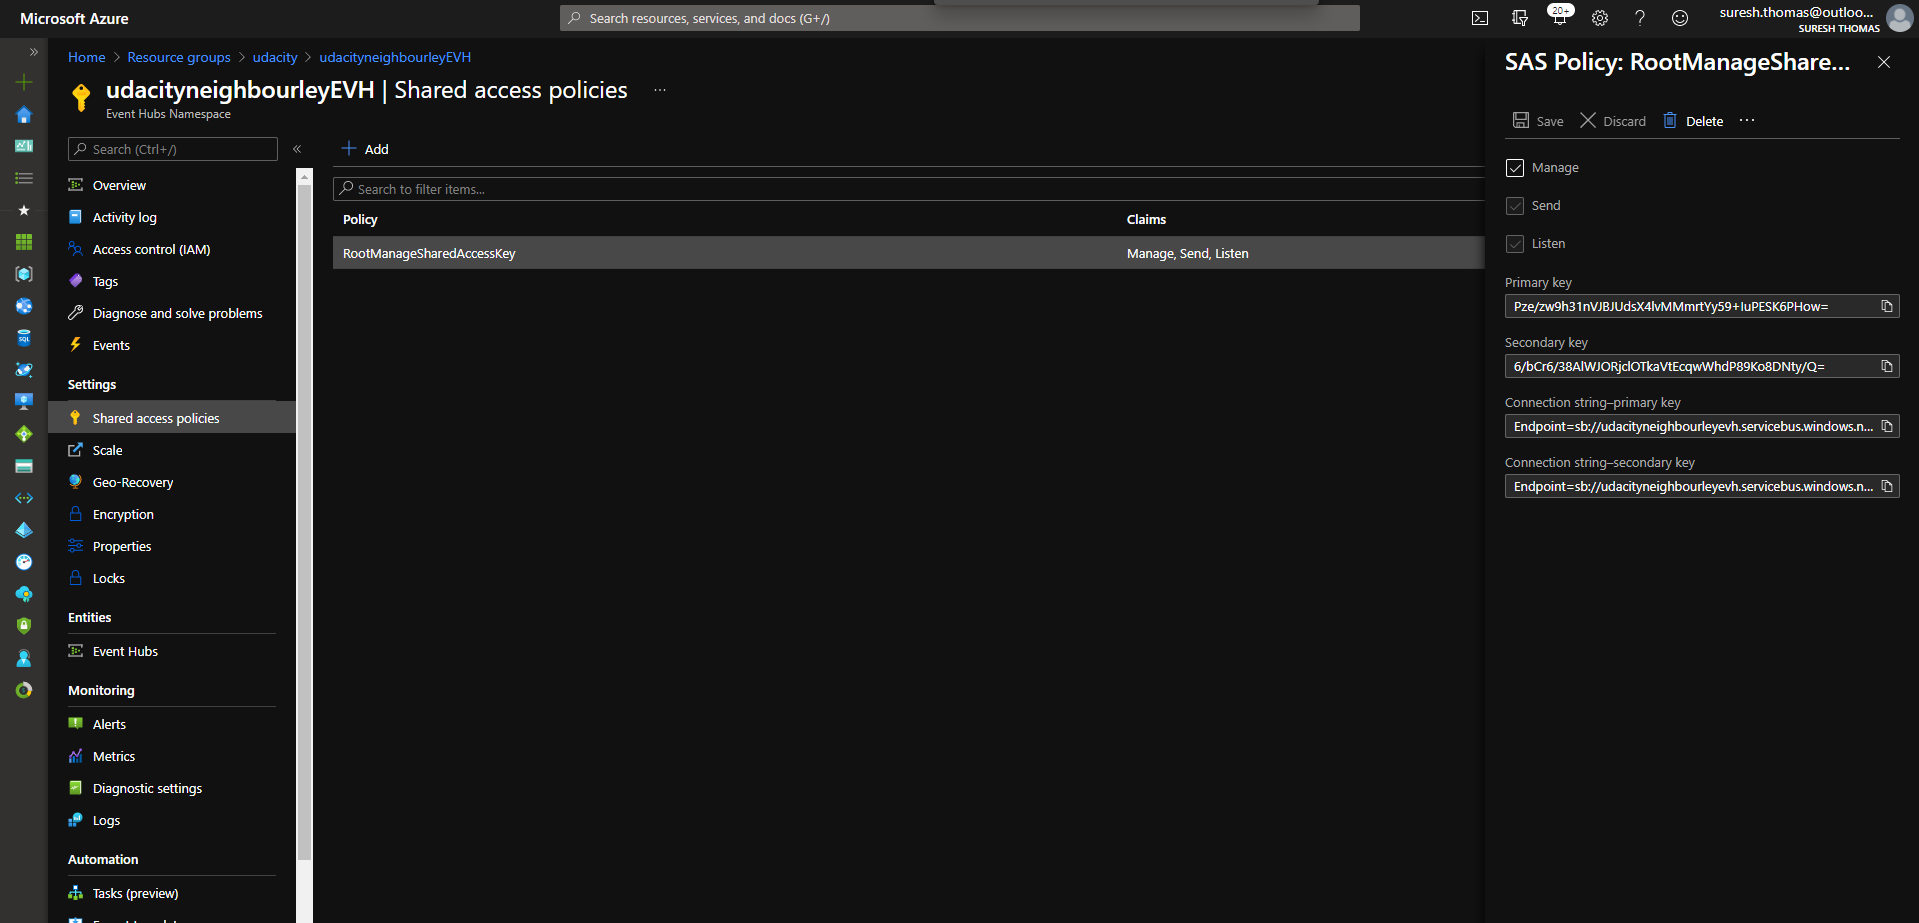 Microsoft Azure
Search resources, services, and docs (G+/)
20+
suresh.thomas@outloo...
SURESH THOMAS
Home > Resource groups > udacity > udacityneighbourleyEVH
udacityneighbourleyEVH | Shared access policies ...
Event Hubs Namespace
Search (Ctrl+/)
Overview
Activity log
Access control (IAM)
Tags
Diagnose and solve problems
Events
Settings
Shared access policies
Scale
Geo-Recovery
Encryption
Properties
Locks
Entities
Event Hubs
Monitoring
Alerts
Metrics
Diagnostic settings
Logs
Automation
Tasks (preview)
Add
Search to filter items...
Policy Claims
RootManageSharedAccessKey Manage, Send, Listen
SAS Policy: RootManageShare...
Save Discard Delete ...
Manage
Send
Listen
Primary key
Pze/zw9h31nVJBJUdsX4lvMMmrtYy59+IuPESK6PHow=
Secondary key
6/bCr6/38AlWJORjclOTkaVtEcqwWhdP89Ko8DNty/Q=
Connection string–primary key
Endpoint=sb://udacityneighbourleyevh.servicebus.windows.n...
Connection string–secondary key
Endpoint=sb://udacityneighbourleyevh.servicebus.windows.n...